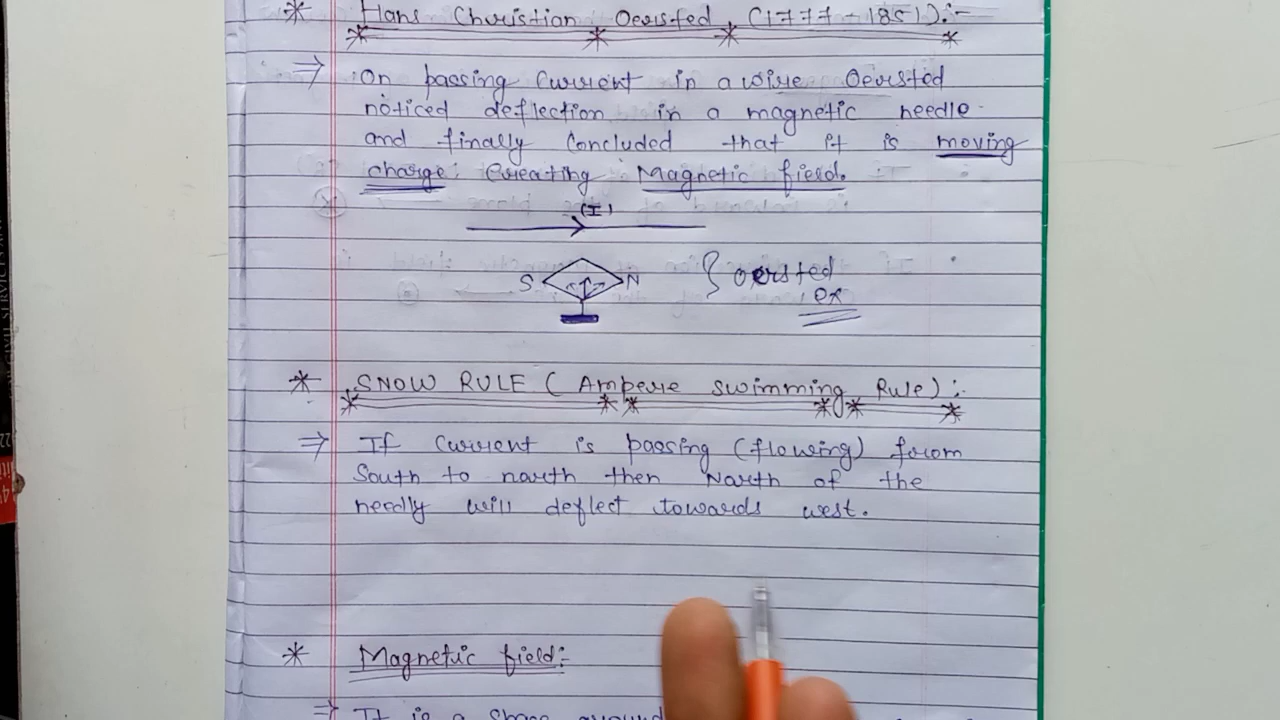 * Hans Christian Oersted (1777-1851):-
⇒ On passing current in a wire Oersted
noticed deflection in a magnetic needle
and finally concluded that it is moving
charge creating Magnetic field.
(I)
S N } oersted
ex
* SNOW RULE (Ampere swimming Rule):-
⇒ If current is passing (flowing) from
South to north then North of the
needly will deflect towards west.
* Magnetic field:-
⇒ It is a space around